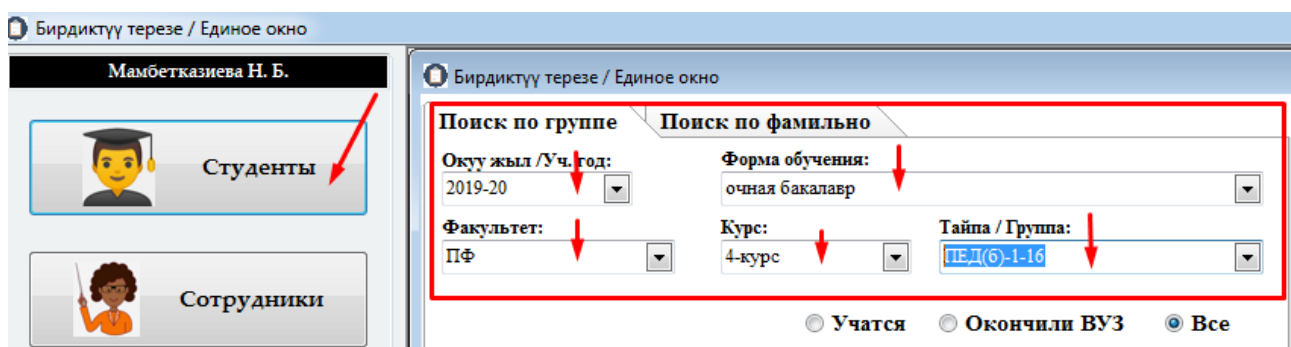 Бирдиктүү терезе / Единое окно
Мамбетказиева Н. Б.
Студенты
Сотрудники
Бирдиктүү терезе / Единое окно
Поиск по группе
Поиск по фамильно
Окуу жыл /Уч. год:
Форма обучения:
2019-20
очная бакалавр
Факультет:
Курс:
Тайпа / Группа:
ПФ
4-курс
ПЕД(б)-1-16
Учатся
Окончили ВУЗ
Все